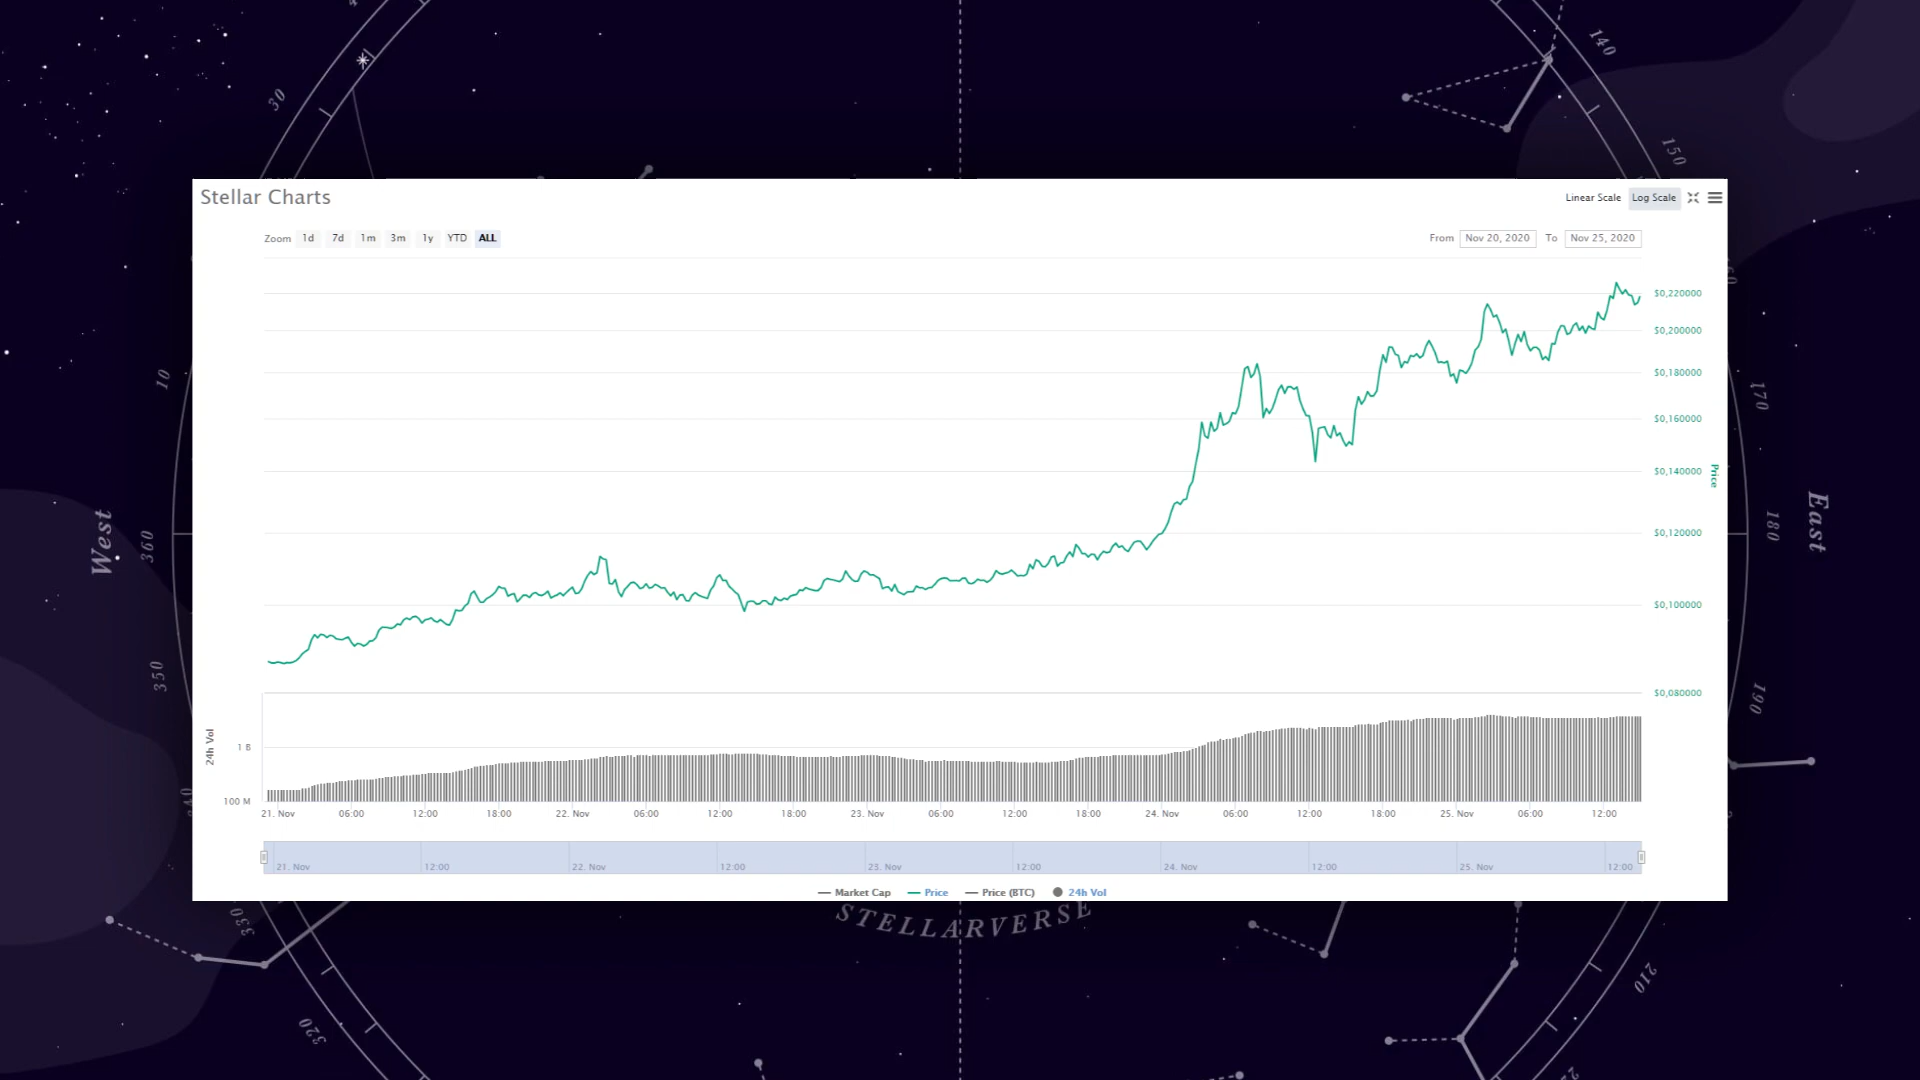 140
30
150
Stellar Charts
Linear Scale Log Scale
Zoom 1d 7d 1m 3m 1y YTD ALL
From Nov 20, 2020 To Nov 25, 2020
$0,220000
$0,200000
$0,180000
$0,160000
$0,140000
$0,120000
$0,100000
$0,080000
Price
10
170
West
360
East
180
350
190
24h Vol
1 B
100 M
21. Nov 06:00 12:00 18:00 22. Nov 06:00 12:00 18:00 23. Nov 06:00 12:00 18:00 24. Nov 06:00 12:00 18:00 25. Nov 06:00 12:00
21. Nov 12:00 22. Nov 12:00 23. Nov 12:00 24. Nov 12:00 25. Nov 12:00
Market Cap Price Price (BTC) 24h Vol
STELLARVERSE
330
210
320